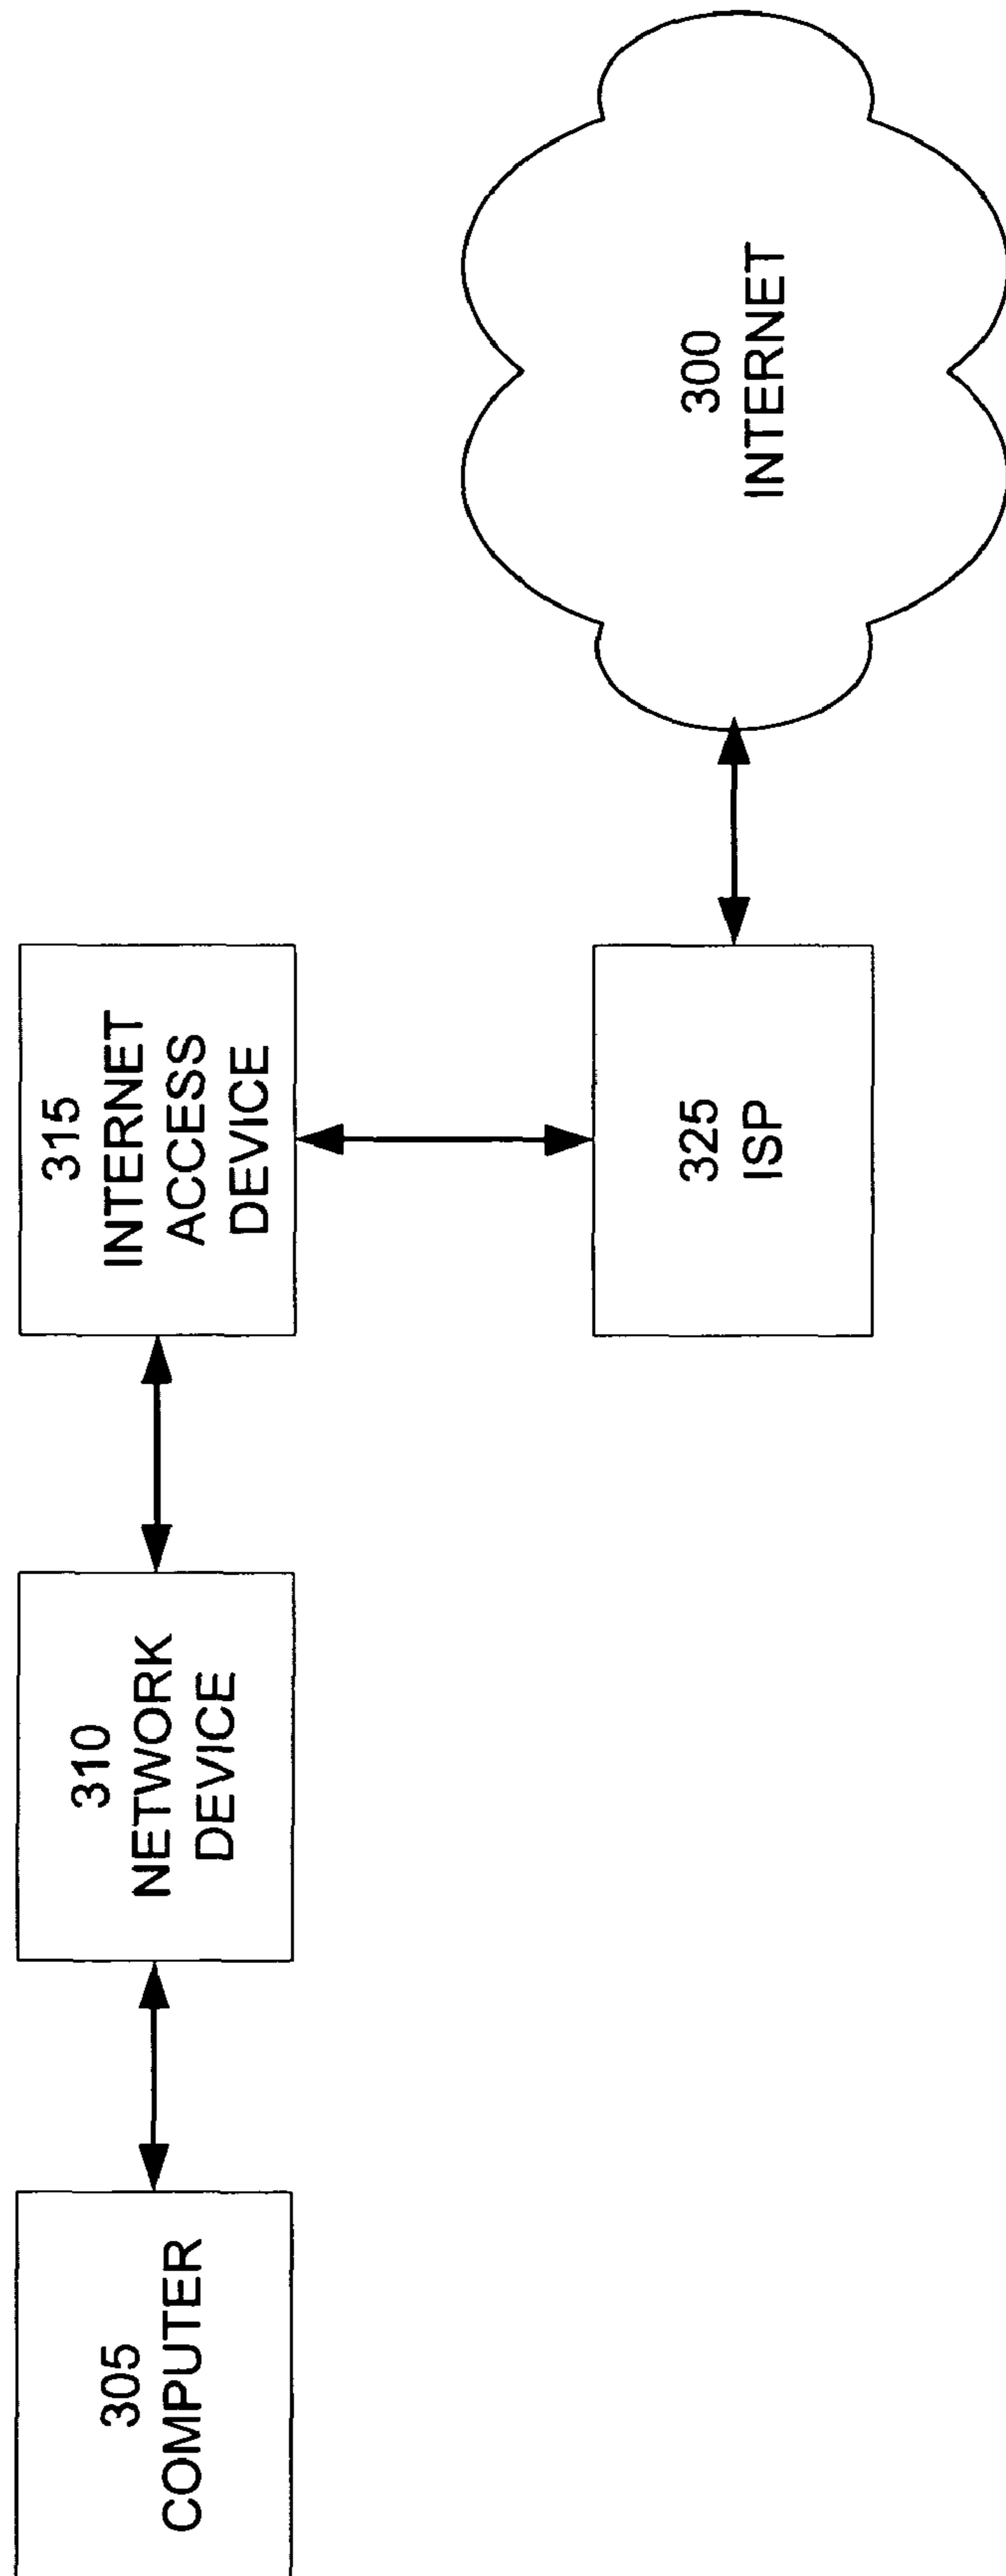 305
COMPUTER
310
NETWORK
DEVICE
315
INTERNET
ACCESS
DEVICE
325
ISP
300
INTERNET